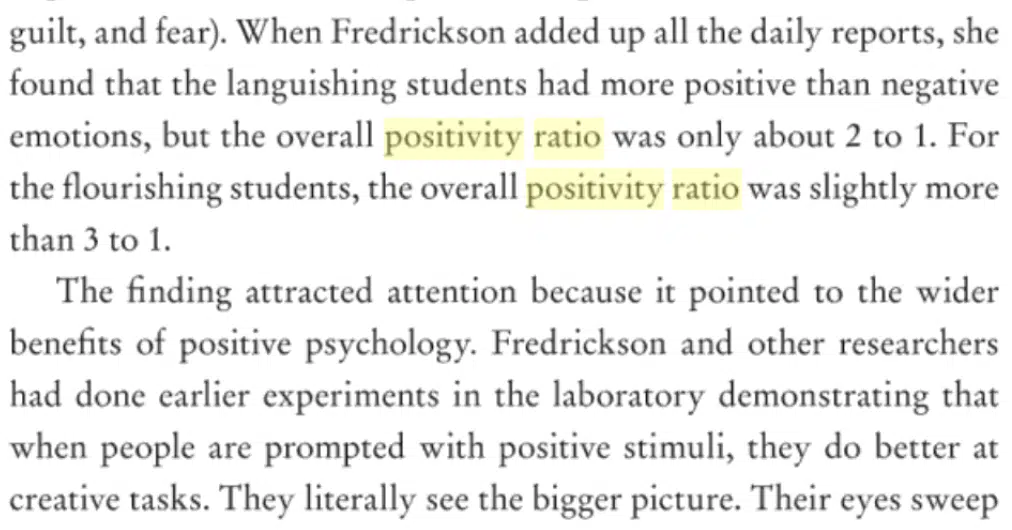 guilt, and fear). When Fredrickson added up all the daily reports, she
found that the languishing students had more positive than negative
emotions, but the overall positivity ratio was only about 2 to 1. For
the flourishing students, the overall positivity ratio was slightly more
than 3 to 1.
The finding attracted attention because it pointed to the wider
benefits of positive psychology. Fredrickson and other researchers
had done earlier experiments in the laboratory demonstrating that
when people are prompted with positive stimuli, they do better at
creative tasks. They literally see the bigger picture. Their eyes sweep